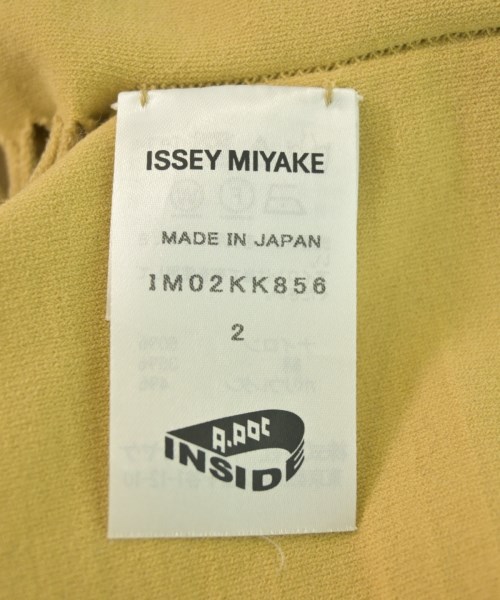 ISSEY MIYAKE
MADE IN JAPAN
IM02KK856
2
A.POC
INSIDE